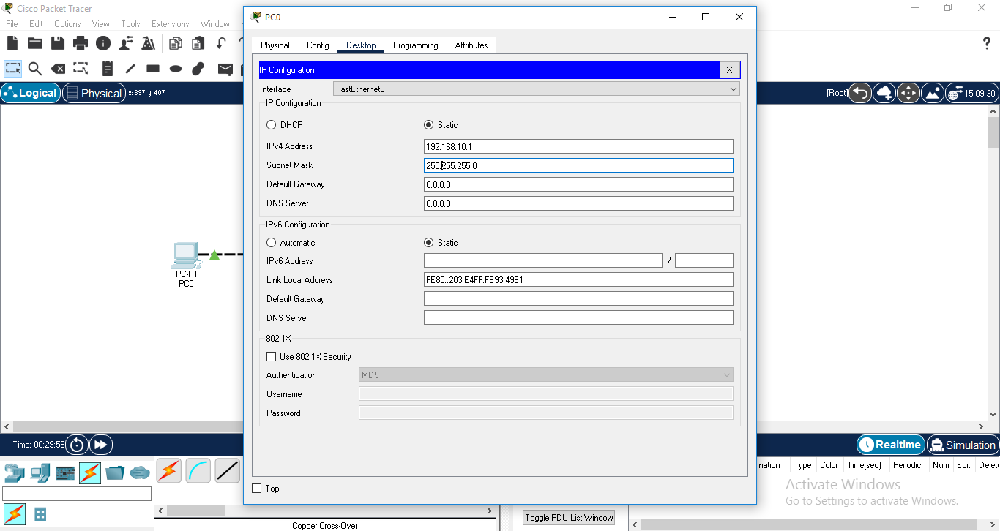 Cisco Packet Tracer
File Edit Options View Tools Extensions Window
PC0
Physical Config Desktop Programming Attributes
?
IP Configuration X
Logical Physical x: 897, y: 407
[Root] 15:09:30
Interface FastEthernet0
IP Configuration
DHCP Static
IPv4 Address 192.168.10.1
Subnet Mask 255.255.255.0
Default Gateway 0.0.0.0
DNS Server 0.0.0.0
IPv6 Configuration
Automatic Static
IPv6 Address /
Link Local Address FE80::203:E4FF:FE93:49E1
Default Gateway
DNS Server
802.1X
Use 802.1X Security
Authentication MD5
Username
Password
Top
PC-PT
PC0
Time: 00:29:58
Realtime Simulation
ination Type Color Time(sec) Periodic Num Edit Delet
Activate Windows
Go to Settings to activate Windows.
Toggle PDU List Window
Copper Cross-Over